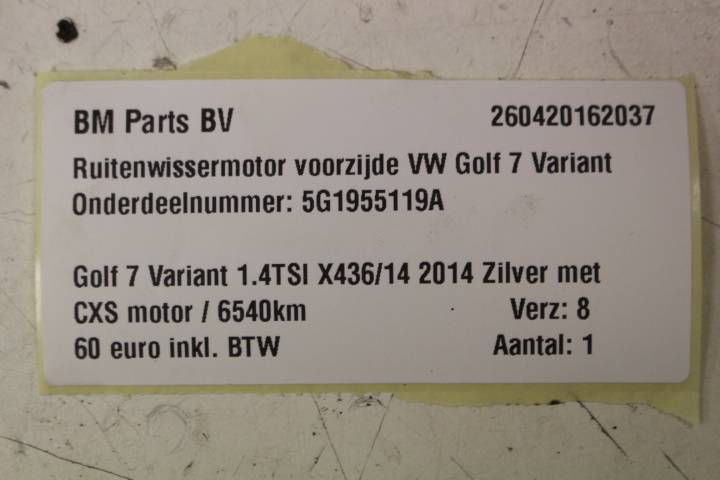 BM Parts BV 260420162037
Ruitenwissermotor voorzijde VW Golf 7 Variant
Onderdeelnummer: 5G1955119A
Golf 7 Variant 1.4TSI X436/14 2014 Zilver met
CXS motor / 6540km Verz: 8
60 euro inkl. BTW Aantal: 1